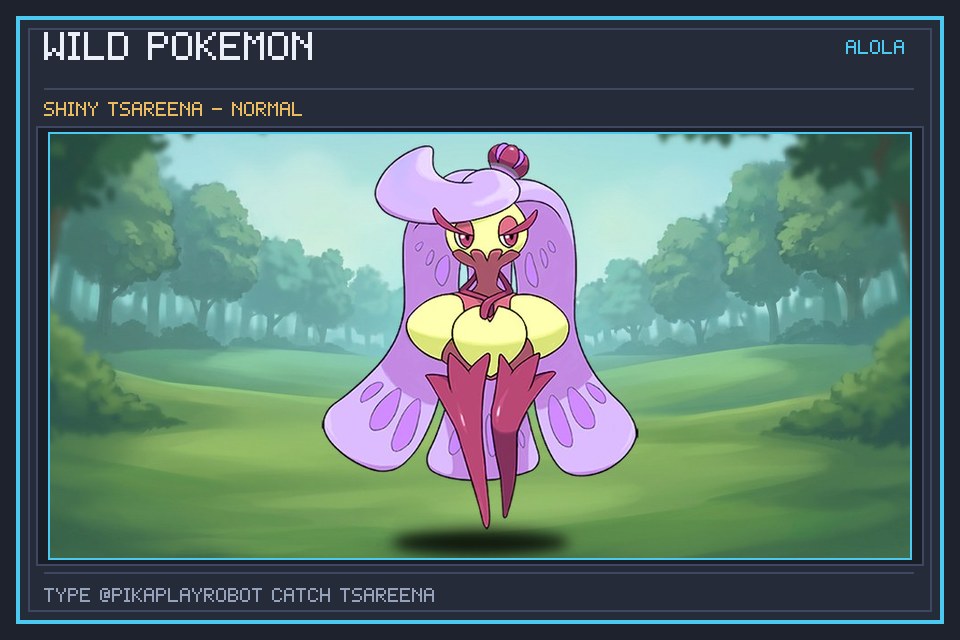 WILD POKEMON
ALOLA
SHINY TSAREENA - NORMAL
TYPE @PIKAPLAYROBOT CATCH TSAREENA